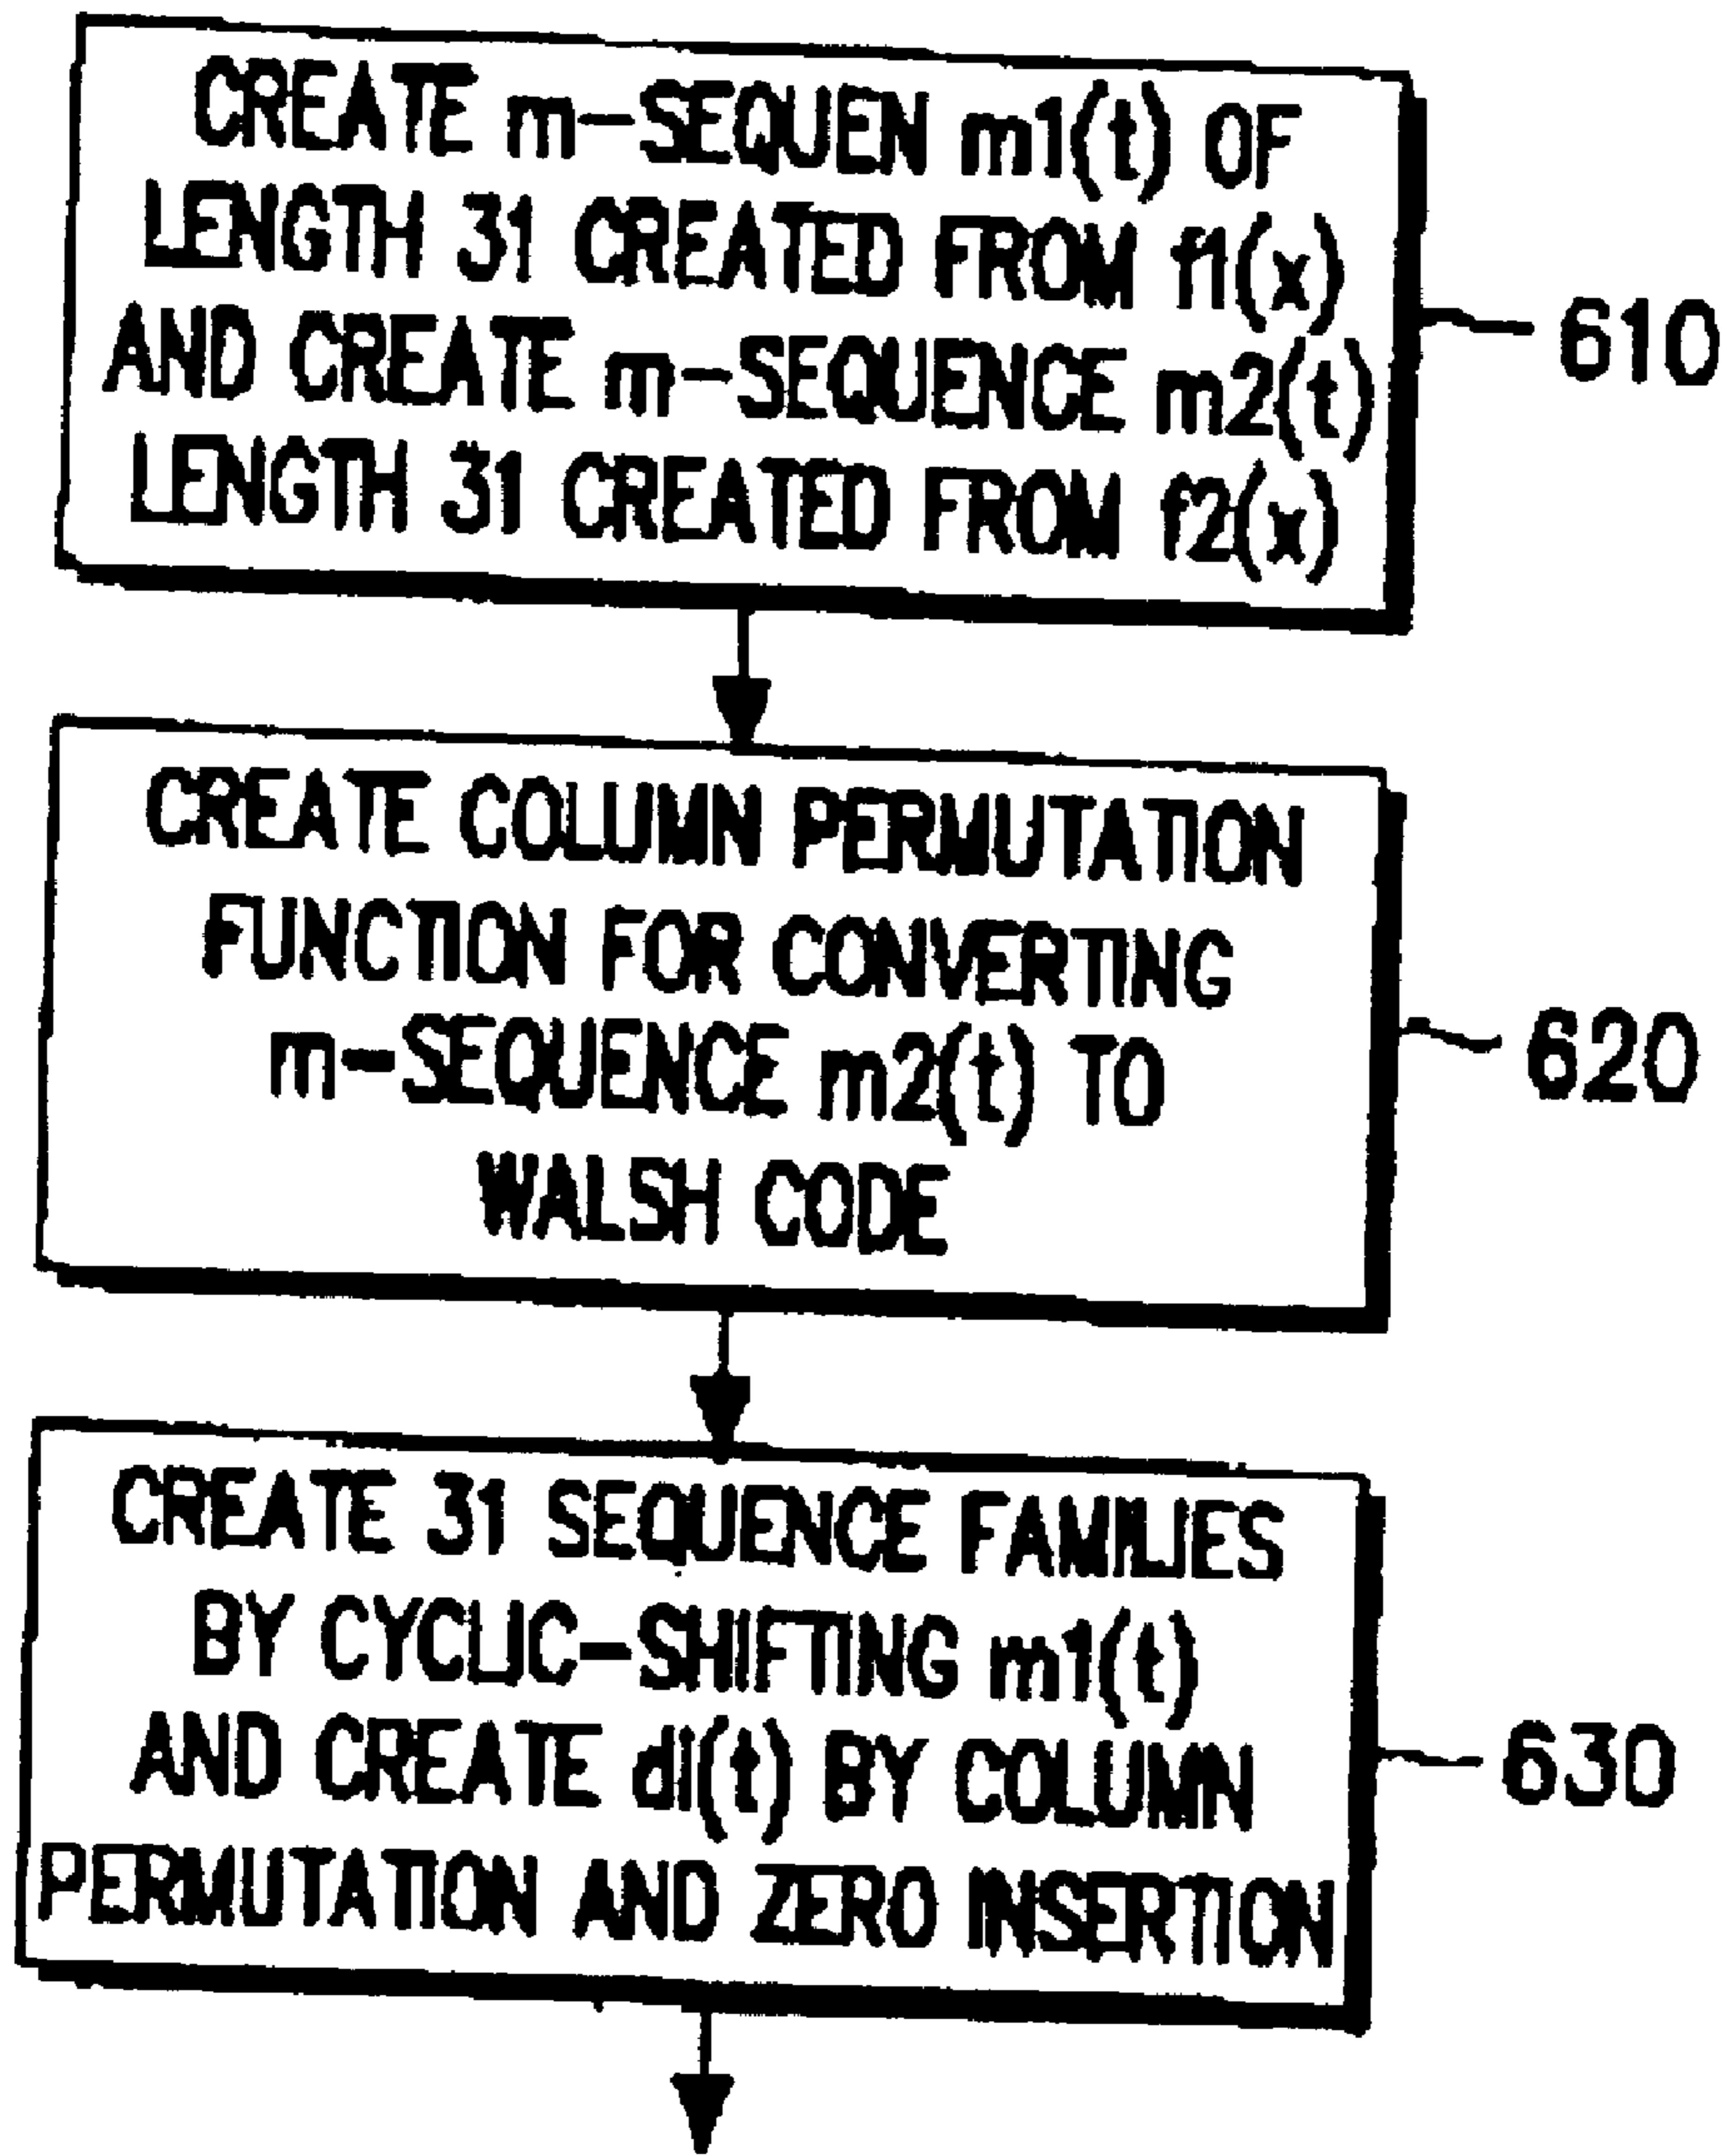 CREATE m-SEQUEN m1(t) OF
LENGTH 31 CREATED FROM f1(x)
AND CREATE m-SEQUENCE m2(t)
LENGTH 31 CREATED FROM f2(x)
610
CREATE COLUMN PERMUTATION
FUNCTION FOR CONVERTING
m-SEQUENCE m2(t) TO
WALSH CODE
620
CREATE 31 SEQUENCE FAMILIES
BY CYCLIC-SHIFTING m1(t)
AND CREATE dl(t) BY COLUMN
PERMUTATION AND ZERO INSERTION
630